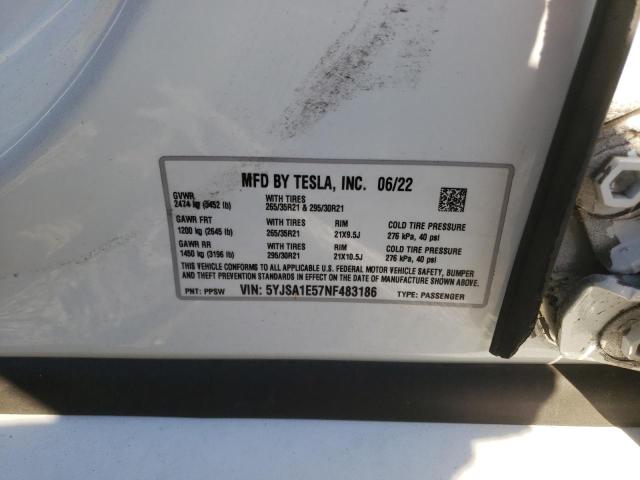 MFD BY TESLA, INC. 06/22
GVWR WITH TIRES
2474 kg (5452 lb) 265/35R21 & 295/30R21
GAWR FRT WITH TIRES RIM COLD TIRE PRESSURE
1200 kg (2645 lb) 265/35R21 21X9.5J 276 kPa, 40 psi
GAWR RR WITH TIRES RIM COLD TIRE PRESSURE
1450 kg (3196 lb) 295/30R21 21X10.5J 276 kPa, 40 psi
THIS VEHICLE CONFORMS TO ALL APPLICABLE U.S. FEDERAL MOTOR VEHICLE SAFETY, BUMPER
AND THEFT PREVENTION STANDARDS IN EFFECT ON THE DATE OF MANUFACTURE SHOWN ABOVE.
PNT: PPSW VIN: 5YJSA1E57NF483186 TYPE: PASSENGER